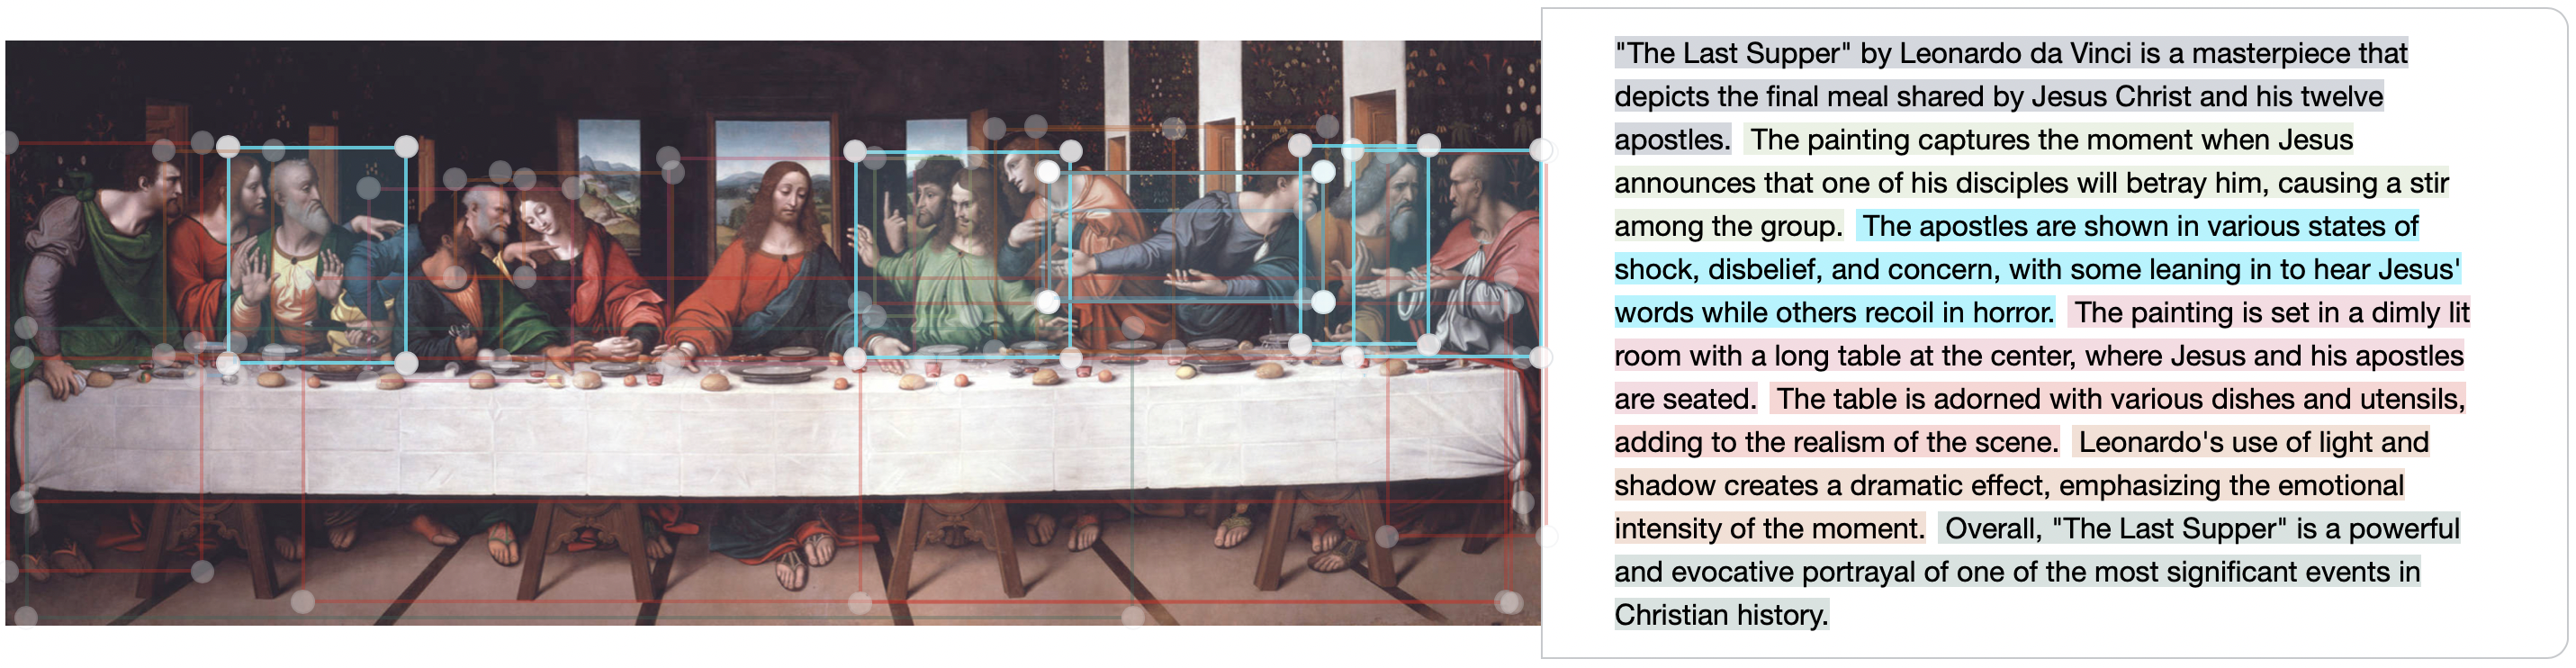 "The Last Supper" by Leonardo da Vinci is a masterpiece that
depicts the final meal shared by Jesus Christ and his twelve
apostles. The painting captures the moment when Jesus
announces that one of his disciples will betray him, causing a stir
among the group. The apostles are shown in various states of
shock, disbelief, and concern, with some leaning in to hear Jesus'
words while others recoil in horror. The painting is set in a dimly lit
room with a long table at the center, where Jesus and his apostles
are seated. The table is adorned with various dishes and utensils,
adding to the realism of the scene. Leonardo's use of light and
shadow creates a dramatic effect, emphasizing the emotional
intensity of the moment. Overall, "The Last Supper" is a powerful
and evocative portrayal of one of the most significant events in
Christian history.